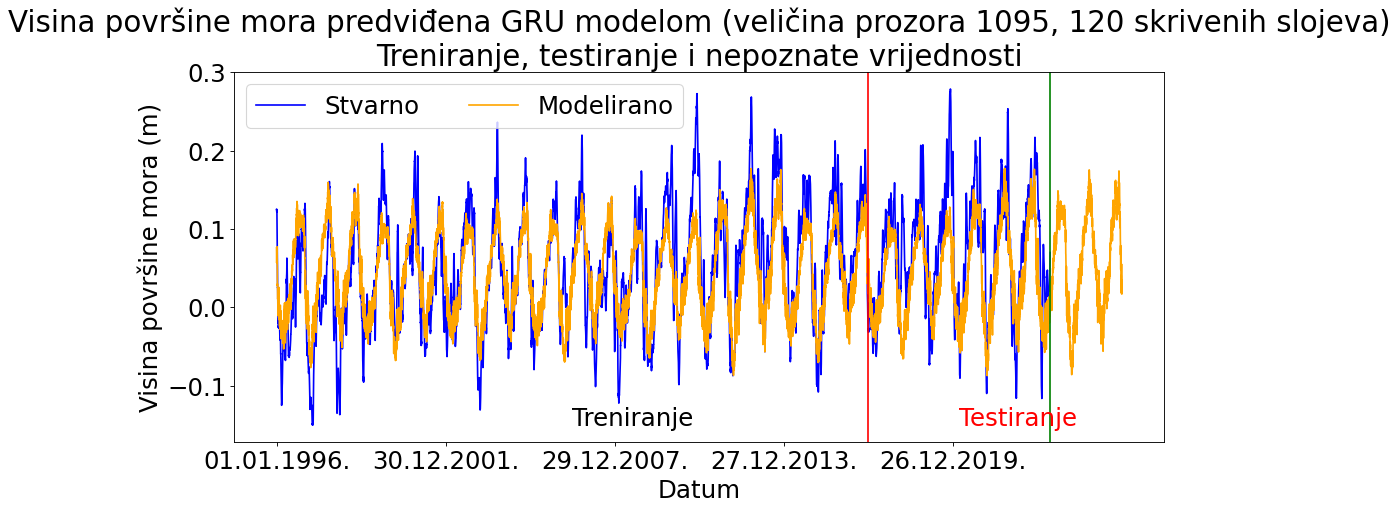 Visina površine mora predviđena GRU modelom (veličina prozora 1095, 120 skrivenih slojeva)
Treniranje, testiranje i nepoznate vrijednosti
Stvarno
Modelirano
Visina površine mora (m)
0.3
0.2
0.1
0.0
−0.1
Treniranje
Testiranje
01.01.1996.
30.12.2001.
29.12.2007.
27.12.2013.
26.12.2019.
Datum